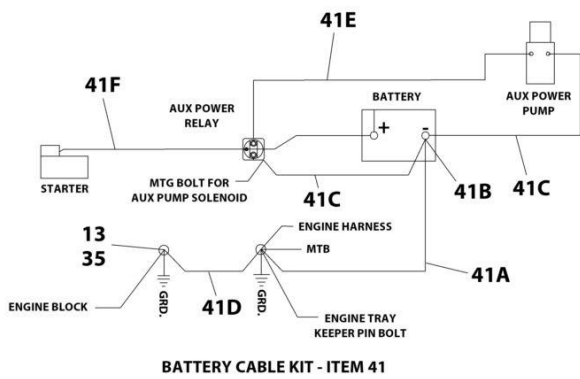 41E
41F
AUX POWER
RELAY
BATTERY
AUX POWER
PUMP
+
-
STARTER
MTG BOLT FOR
AUX PUMP SOLENOID
41C
41B
41C
ENGINE HARNESS
13
35
MTB
41A
ENGINE BLOCK
GRD.
41D
GRD.
ENGINE TRAY
KEEPER PIN BOLT
BATTERY CABLE KIT - ITEM 41